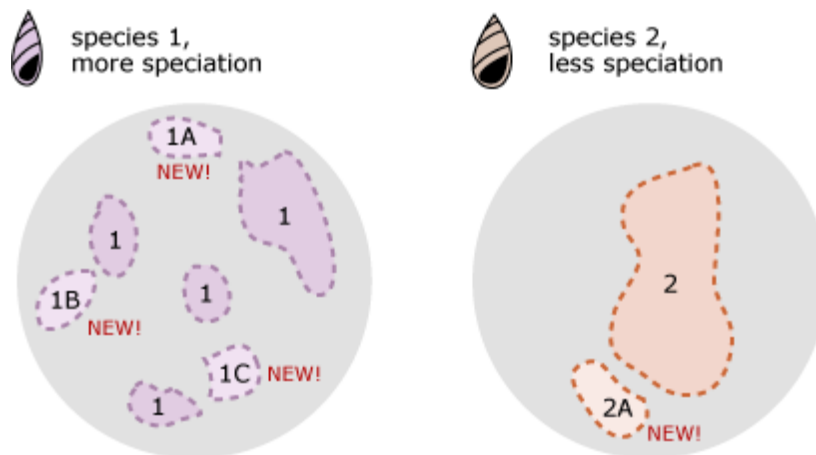 species 1,
more speciation
species 2,
less speciation
1A
NEW!
1
1
1
1B
NEW!
1C
NEW!
1
2
2A
NEW!